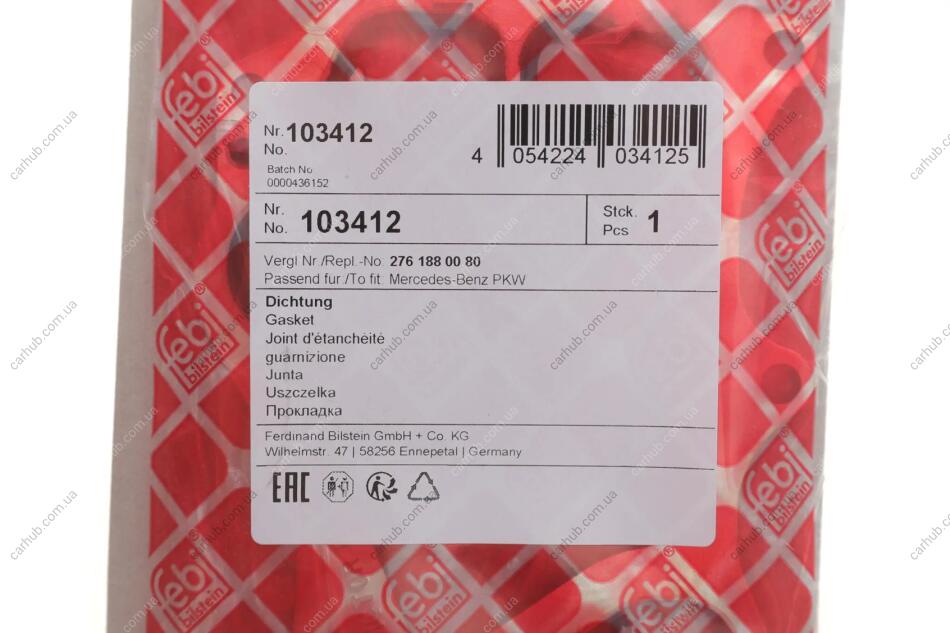 Nr. 103412
No.
Batch No
0000436152
4 054224 034125
Nr.
No. 103412
Stck.
Pcs 1
Vergl Nr./Repl.-No. 276 188 00 80
Passend fur /To fit Mercedes-Benz PKW
Dichtung
Gasket
Joint d'étanchéité
guarnizione
Junta
Uszczelka
Прокладка
Ferdinand Bilstein GmbH + Co. KG
Wilhelmstr. 47 | 58256 Ennepetal | Germany
EAC
febi
bilstein
carhub.com.ua